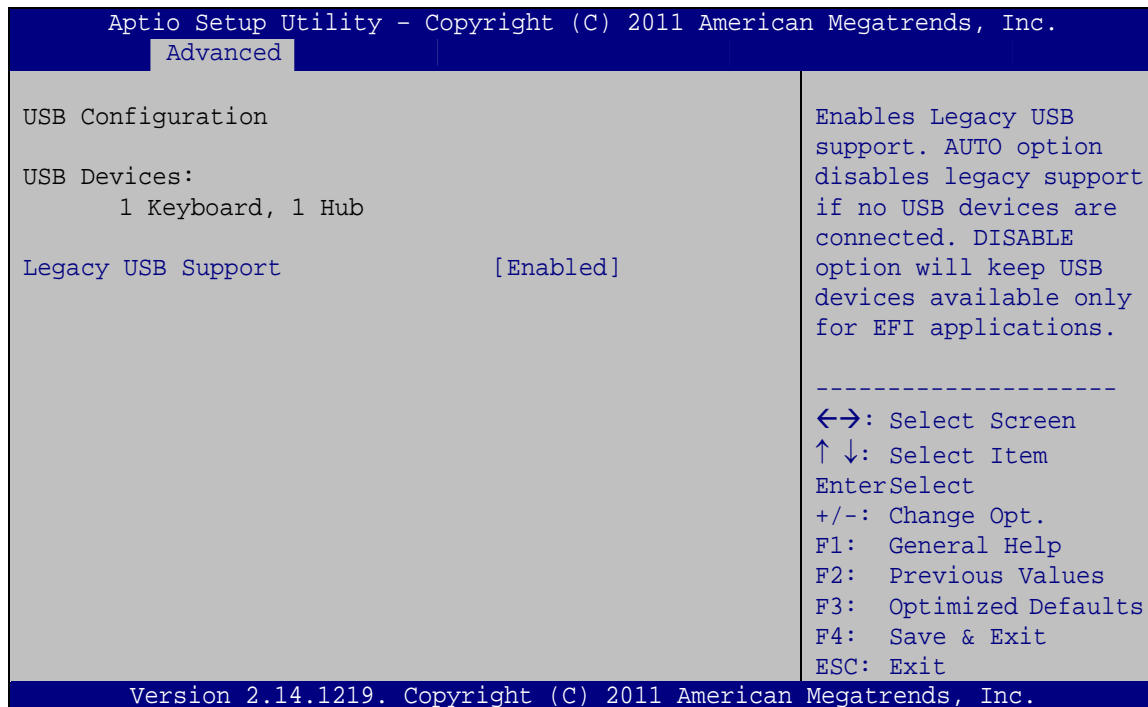 Aptio Setup Utility – Copyright (C) 2011 American Megatrends, Inc.
Advanced
USB Configuration
USB Devices:
1 Keyboard, 1 Hub
Legacy USB Support [Enabled]
Enables Legacy USB
support. AUTO option
disables legacy support
if no USB devices are
connected. DISABLE
option will keep USB
devices available only
for EFI applications.
---------------------
←→: Select Screen
↑ ↓: Select Item
EnterSelect
+/-: Change Opt.
F1: General Help
F2: Previous Values
F3: Optimized Defaults
F4: Save & Exit
ESC: Exit
Version 2.14.1219. Copyright (C) 2011 American Megatrends, Inc.